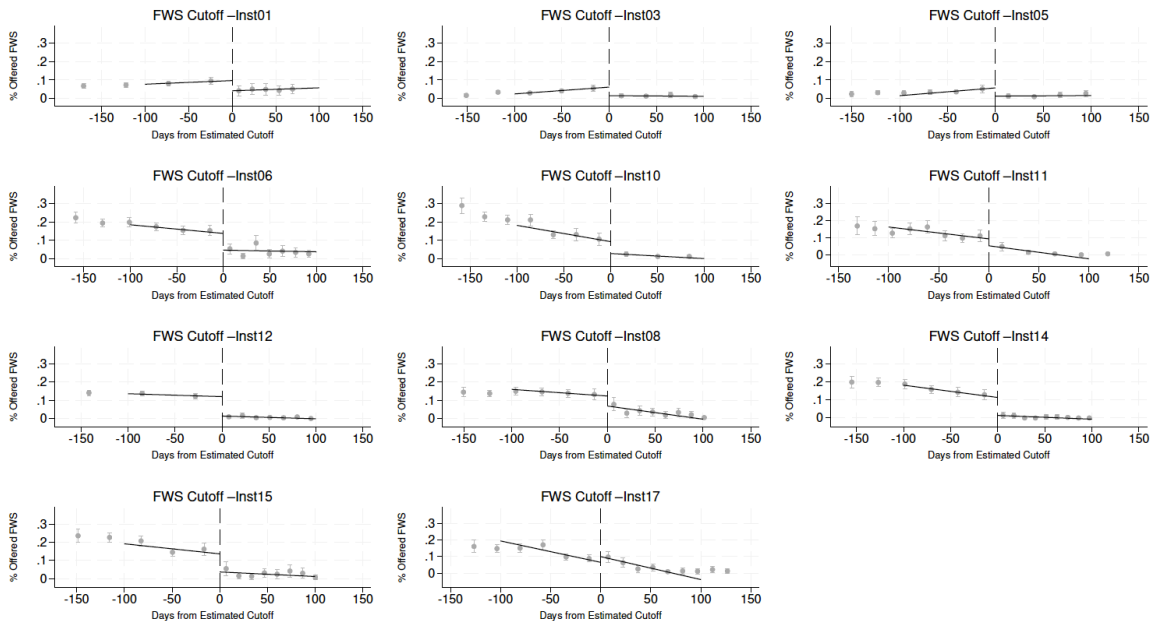 FWS Cutoff –Inst01
% Offered FWS
.3
.2
.1
0
-150 -100 -50 0 50 100 150
Days from Estimated Cutoff
FWS Cutoff –Inst03
% Offered FWS
.3
.2
.1
0
-150 -100 -50 0 50 100 150
Days from Estimated Cutoff
FWS Cutoff –Inst05
% Offered FWS
.3
.2
.1
0
-150 -100 -50 0 50 100 150
Days from Estimated Cutoff
FWS Cutoff –Inst06
% Offered FWS
.3
.2
.1
0
-150 -100 -50 0 50 100 150
Days from Estimated Cutoff
FWS Cutoff –Inst10
% Offered FWS
.3
.2
.1
0
-150 -100 -50 0 50 100 150
Days from Estimated Cutoff
FWS Cutoff –Inst11
% Offered FWS
.3
.2
.1
0
-150 -100 -50 0 50 100 150
Days from Estimated Cutoff
FWS Cutoff –Inst12
% Offered FWS
.3
.2
.1
0
-150 -100 -50 0 50 100 150
Days from Estimated Cutoff
FWS Cutoff –Inst08
% Offered FWS
.3
.2
.1
0
-150 -100 -50 0 50 100 150
Days from Estimated Cutoff
FWS Cutoff –Inst14
% Offered FWS
.3
.2
.1
0
-150 -100 -50 0 50 100 150
Days from Estimated Cutoff
FWS Cutoff –Inst15
% Offered FWS
.3
.2
.1
0
-150 -100 -50 0 50 100 150
Days from Estimated Cutoff
FWS Cutoff –Inst17
% Offered FWS
.3
.2
.1
0
-150 -100 -50 0 50 100 150
Days from Estimated Cutoff